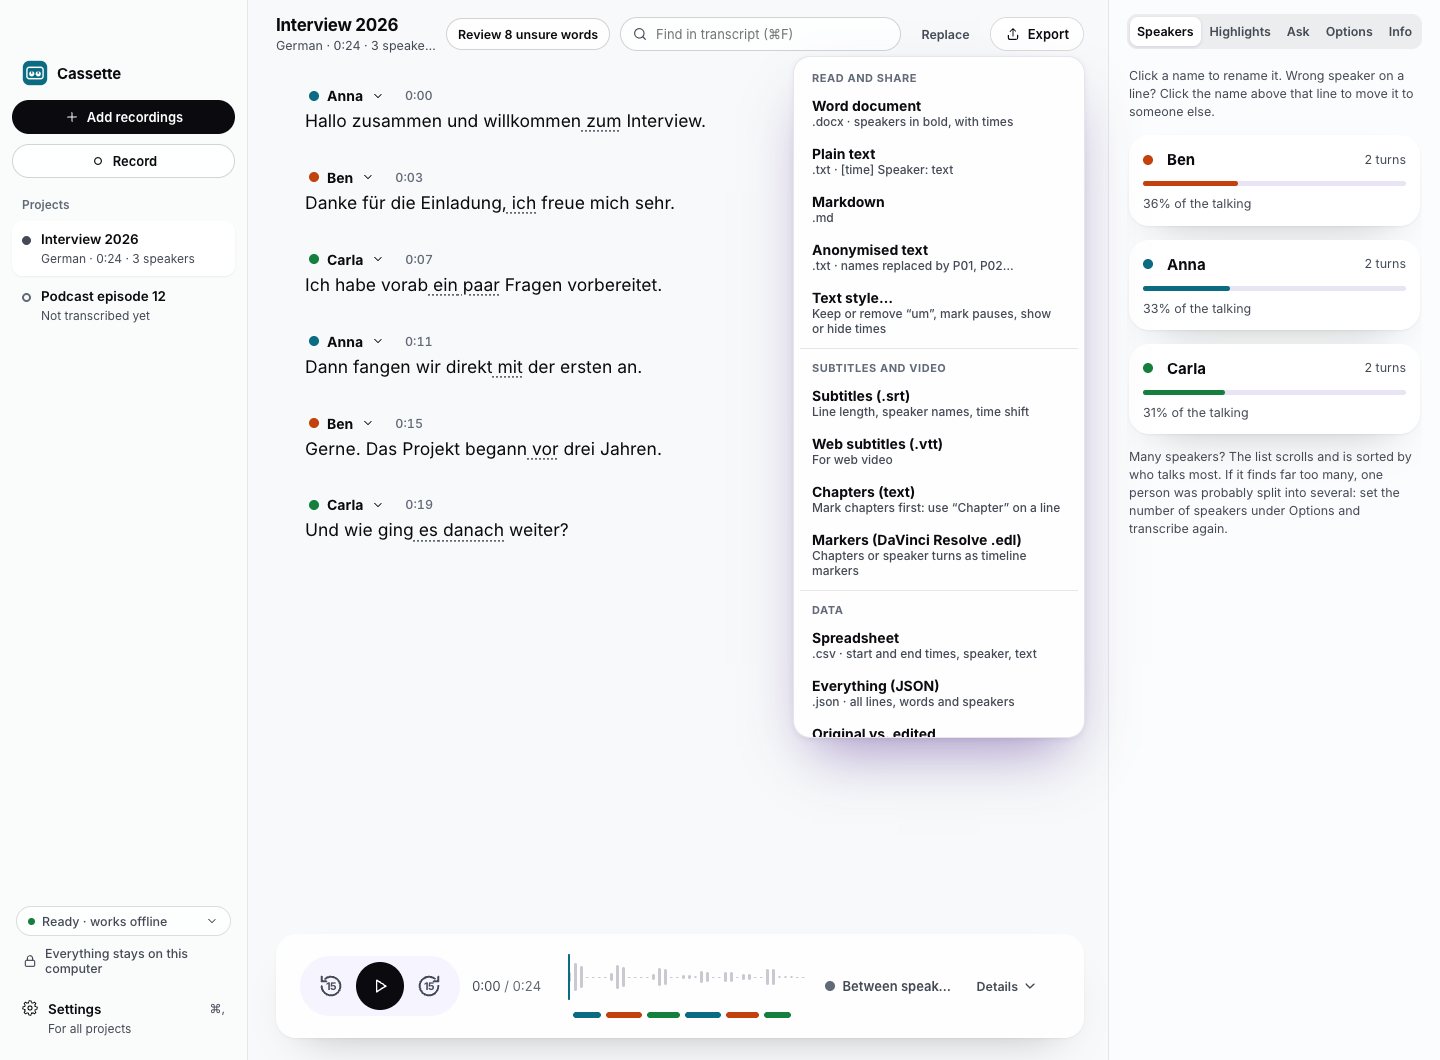 Cassette
Add recordings
Record
Projects
Interview 2026
German · 0:24 · 3 speakers
Podcast episode 12
Not transcribed yet
Ready · works offline
Everything stays on this
computer
Settings
⌘,
For all projects
Interview 2026
German · 0:24 · 3 speake...
Review 8 unsure words
Find in transcript (⌘F)
Replace
Export
Anna 0:00
Hallo zusammen und willkommen zum Interview.
Ben 0:03
Danke für die Einladung, ich freue mich sehr.
Carla 0:07
Ich habe vorab ein paar Fragen vorbereitet.
Anna 0:11
Dann fangen wir direkt mit der ersten an.
Ben 0:15
Gerne. Das Projekt begann vor drei Jahren.
Carla 0:19
Und wie ging es danach weiter?
READ AND SHARE
Word document
.docx · speakers in bold, with times
Plain text
.txt · [time] Speaker: text
Markdown
.md
Anonymised text
.txt · names replaced by P01, P02...
Text style...
Keep or remove “um”, mark pauses, show
or hide times
SUBTITLES AND VIDEO
Subtitles (.srt)
Line length, speaker names, time shift
Web subtitles (.vtt)
For web video
Chapters (text)
Mark chapters first: use “Chapter” on a line
Markers (DaVinci Resolve .edl)
Chapters or speaker turns as timeline
markers
DATA
Spreadsheet
.csv · start and end times, speaker, text
Everything (JSON)
.json · all lines, words and speakers
Original vs. edited
15
15
0:00 / 0:24
Between speak...
Details
Speakers Highlights Ask Options Info
Click a name to rename it. Wrong speaker on a
line? Click the name above that line to move it to
someone else.
Ben 2 turns
36% of the talking
Anna 2 turns
33% of the talking
Carla 2 turns
31% of the talking
Many speakers? The list scrolls and is sorted by
who talks most. If it finds far too many, one
person was probably split into several: set the
number of speakers under Options and
transcribe again.